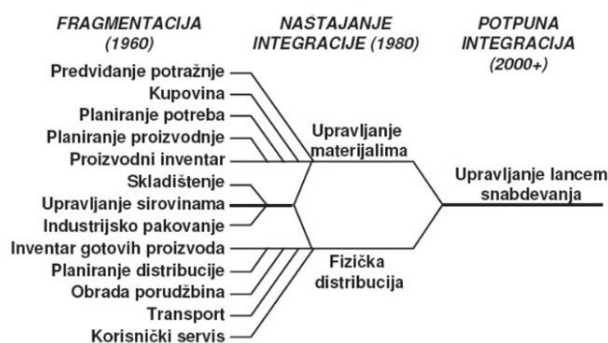 FRAGMENTACIJA
(1960)
NASTAJANJE
INTEGRACIJE (1980)
POTPUNA
INTEGRACIJA
(2000+)
Predviđanje potražnje
Kupovina
Planiranje potreba
Planiranje proizvodnje
Proizvodni inventar
Skladištenje
Upravljanje sirovinama
Industrijsko pakovanje
Inventar gotovih proizvoda
Planiranje distribucije
Obrada porudžbina
Transport
Korisnički servis
Upravljanje
materijalima
Fizička
distribucija
Upravljanje lancem
snabdevanja